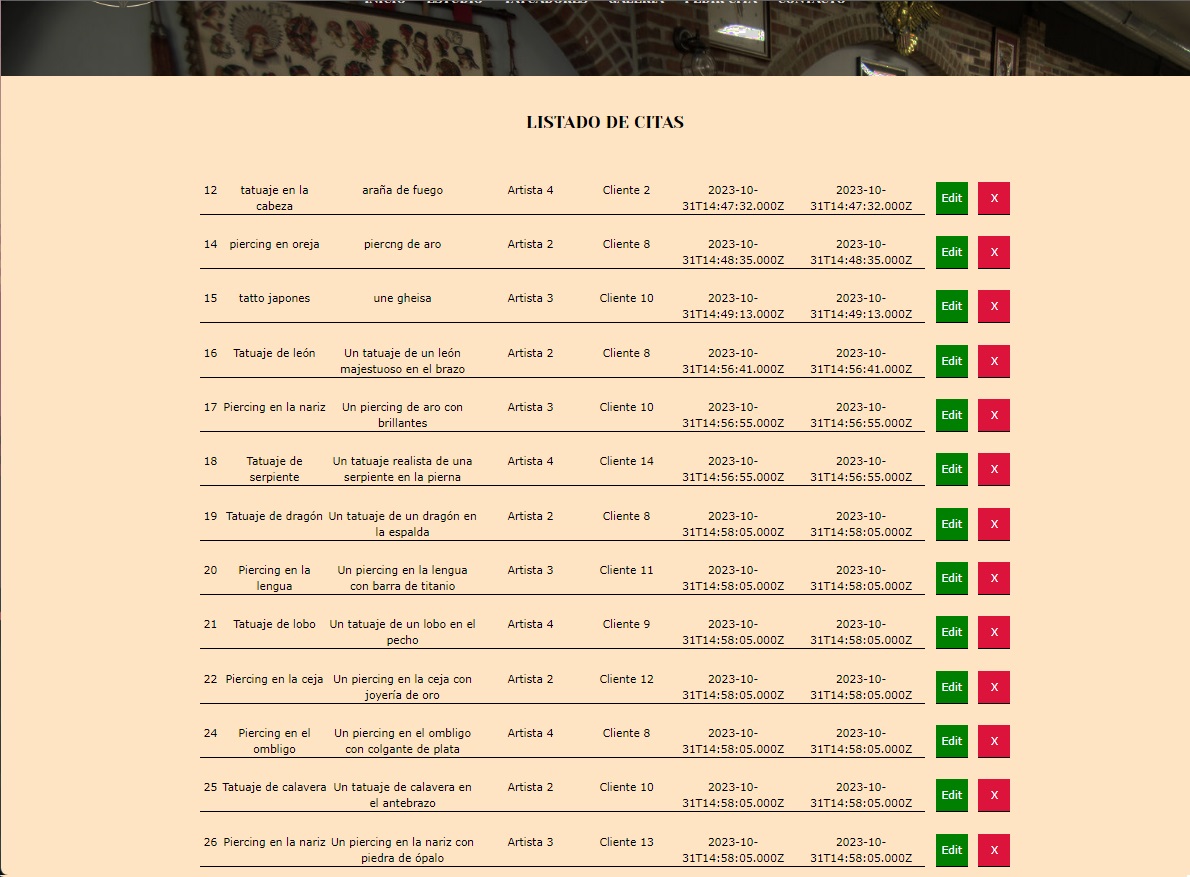 INICIO ESTUDIO TATUADORES GALERIA PEDIR CITA CONTACTO
LISTADO DE CITAS
12 tatuaje en la araña de fuego Artista 4 Cliente 2 2023-10- 2023-10- Edit X
cabeza 31T14:47:32.000Z 31T14:47:32.000Z
14 piercing en oreja piercng de aro Artista 2 Cliente 8 2023-10- 2023-10- Edit X
31T14:48:35.000Z 31T14:48:35.000Z
15 tatto japones une gheisa Artista 3 Cliente 10 2023-10- 2023-10- Edit X
31T14:49:13.000Z 31T14:49:13.000Z
16 Tatuaje de león Un tatuaje de un león Artista 2 Cliente 8 2023-10- 2023-10- Edit X
majestuoso en el brazo 31T14:56:41.000Z 31T14:56:41.000Z
17 Piercing en la nariz Un piercing de aro con Artista 3 Cliente 10 2023-10- 2023-10- Edit X
brillantes 31T14:56:55.000Z 31T14:56:55.000Z
18 Tatuaje de Un tatuaje realista de una Artista 4 Cliente 14 2023-10- 2023-10- Edit X
serpiente serpiente en la pierna 31T14:56:55.000Z 31T14:56:55.000Z
19 Tatuaje de dragón Un tatuaje de un dragón en Artista 2 Cliente 8 2023-10- 2023-10- Edit X
la espalda 31T14:58:05.000Z 31T14:58:05.000Z
20 Piercing en la Un piercing en la lengua Artista 3 Cliente 11 2023-10- 2023-10- Edit X
lengua con barra de titanio 31T14:58:05.000Z 31T14:58:05.000Z
21 Tatuaje de lobo Un tatuaje de un lobo en el Artista 4 Cliente 9 2023-10- 2023-10- Edit X
pecho 31T14:58:05.000Z 31T14:58:05.000Z
22 Piercing en la ceja Un piercing en la ceja con Artista 2 Cliente 12 2023-10- 2023-10- Edit X
joyería de oro 31T14:58:05.000Z 31T14:58:05.000Z
24 Piercing en el Un piercing en el ombligo Artista 4 Cliente 8 2023-10- 2023-10- Edit X
ombligo con colgante de plata 31T14:58:05.000Z 31T14:58:05.000Z
25 Tatuaje de calavera Un tatuaje de calavera en Artista 2 Cliente 10 2023-10- 2023-10- Edit X
el antebrazo 31T14:58:05.000Z 31T14:58:05.000Z
26 Piercing en la nariz Un piercing en la nariz con Artista 3 Cliente 13 2023-10- 2023-10- Edit X
piedra de ópalo 31T14:58:05.000Z 31T14:58:05.000Z